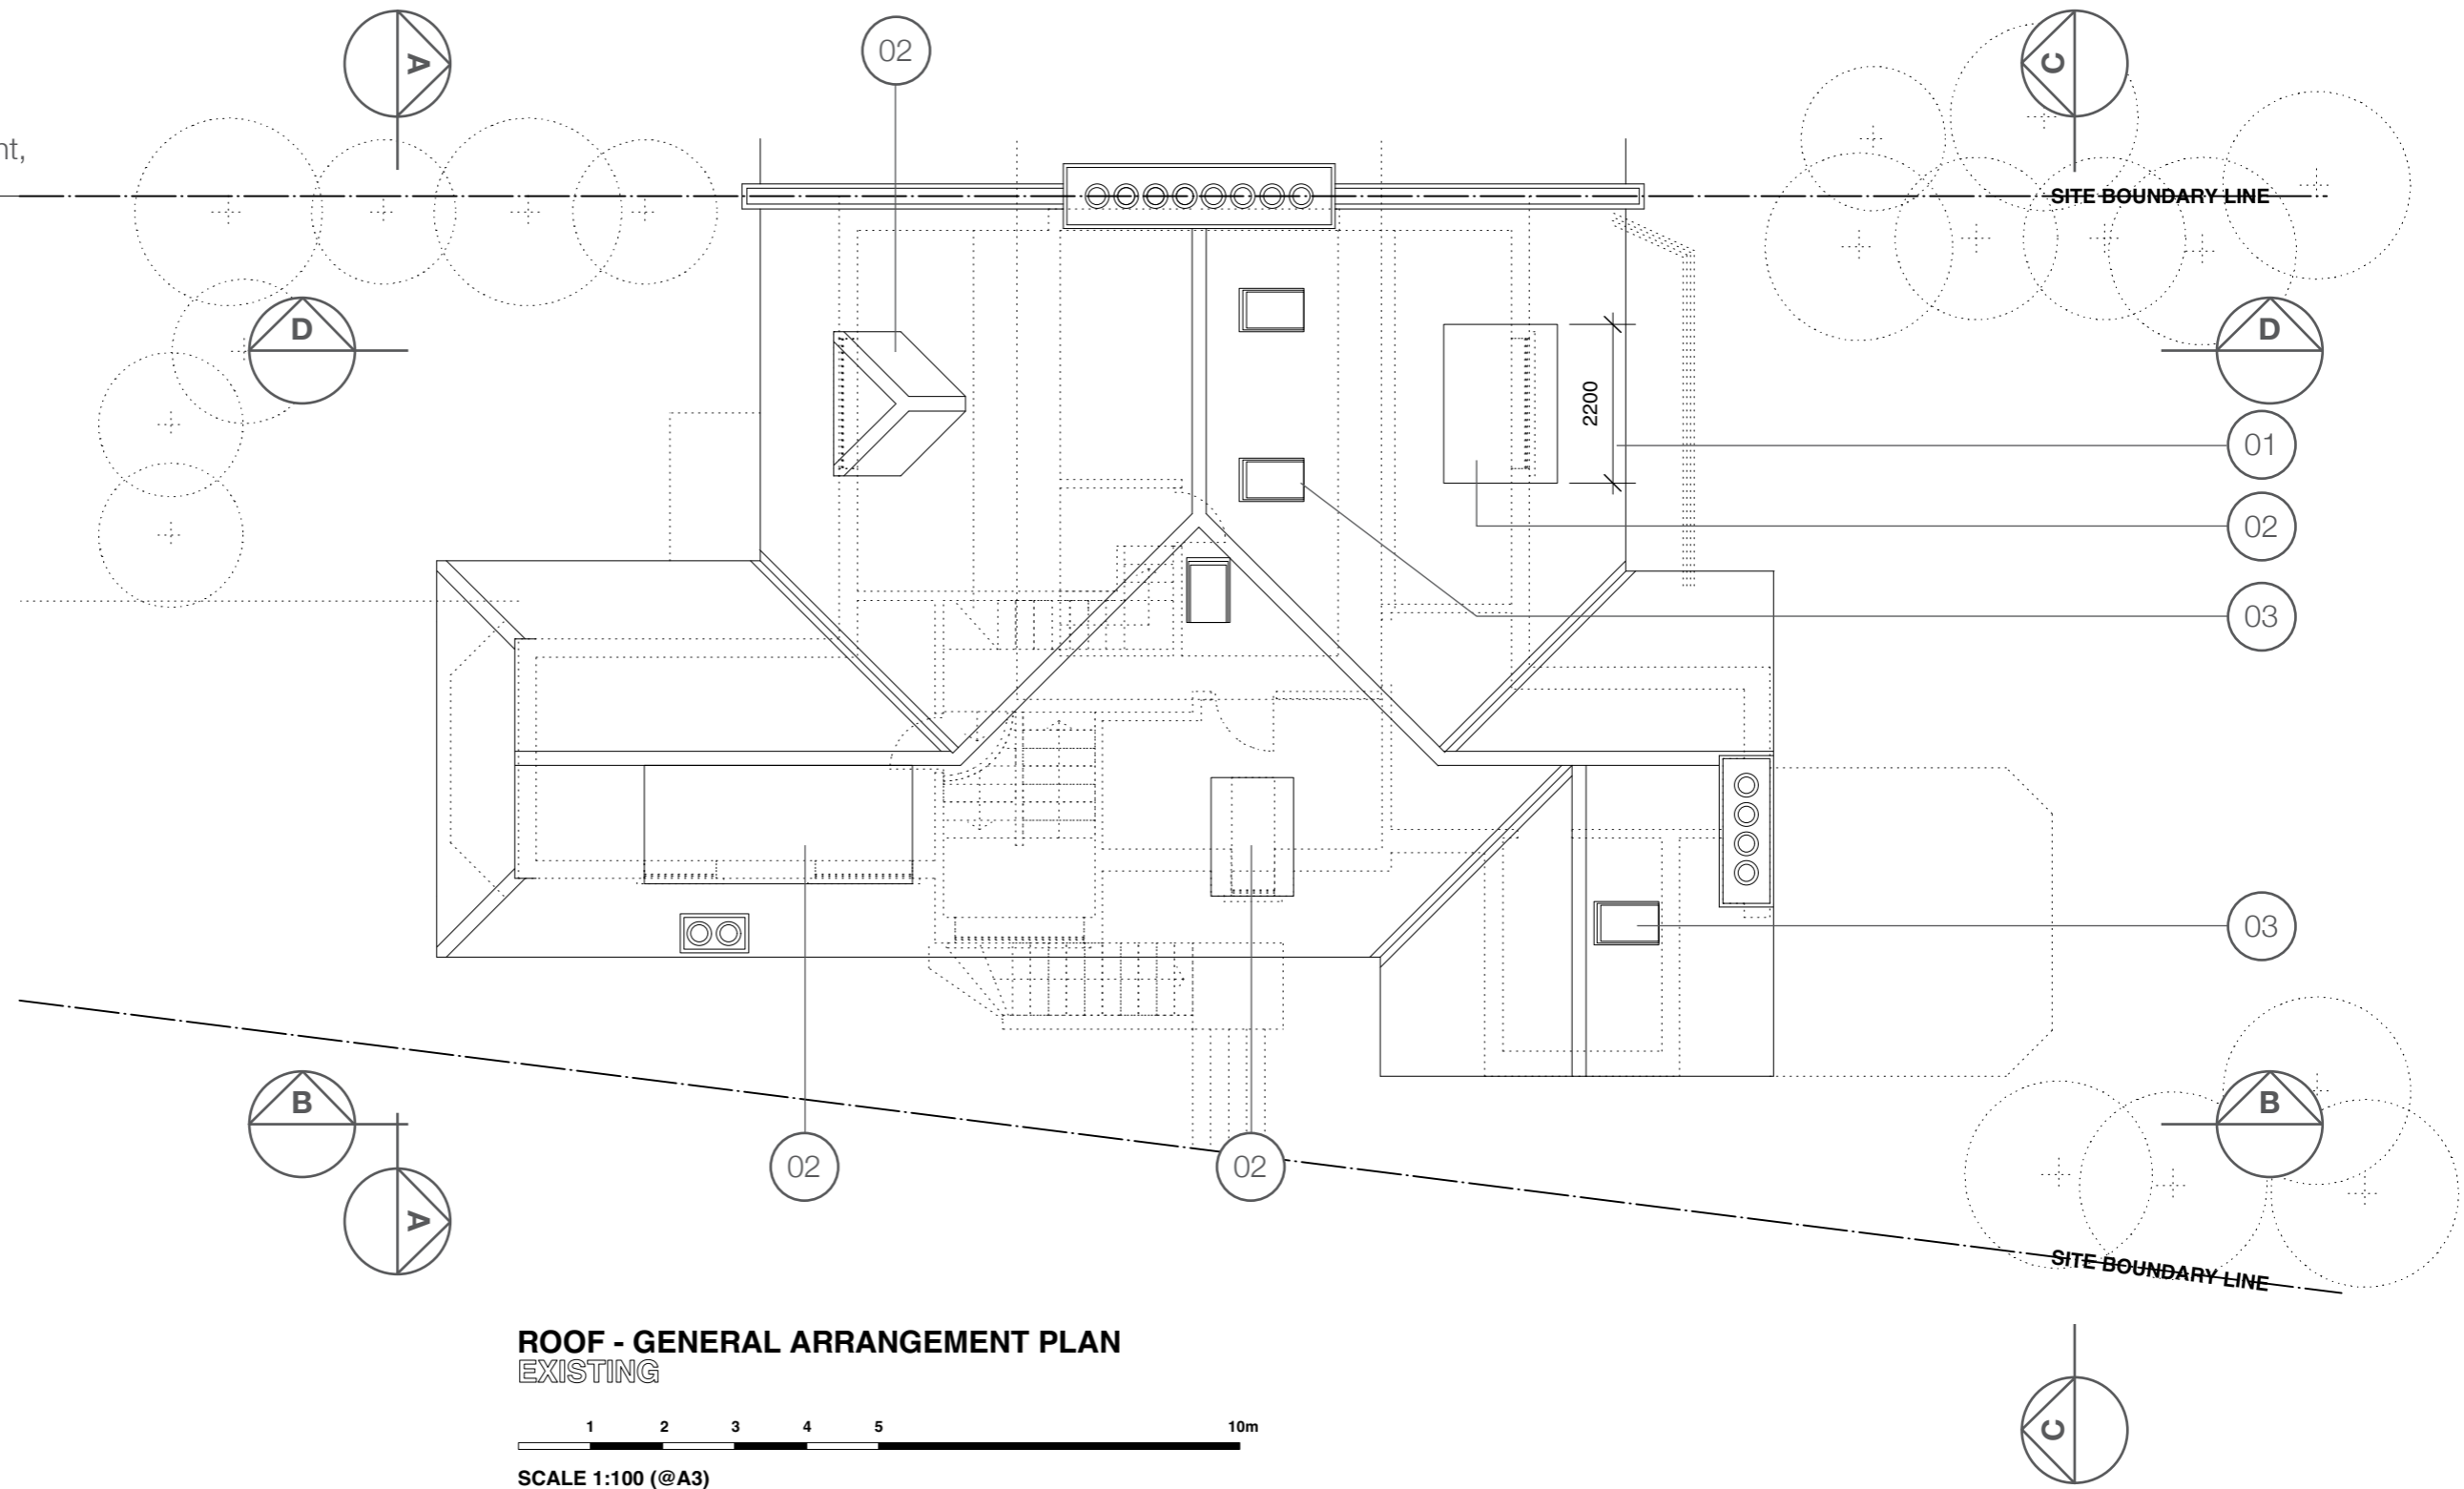 A
02
C
nt,
SITE BOUNDARY LINE
D
D
2200
01
02
03
03
B
B
02
02
A
SITE BOUNDARY LINE
ROOF - GENERAL ARRANGEMENT PLAN
EXISTING
1 2 3 4 5 10m
C
SCALE 1:100 (@A3)